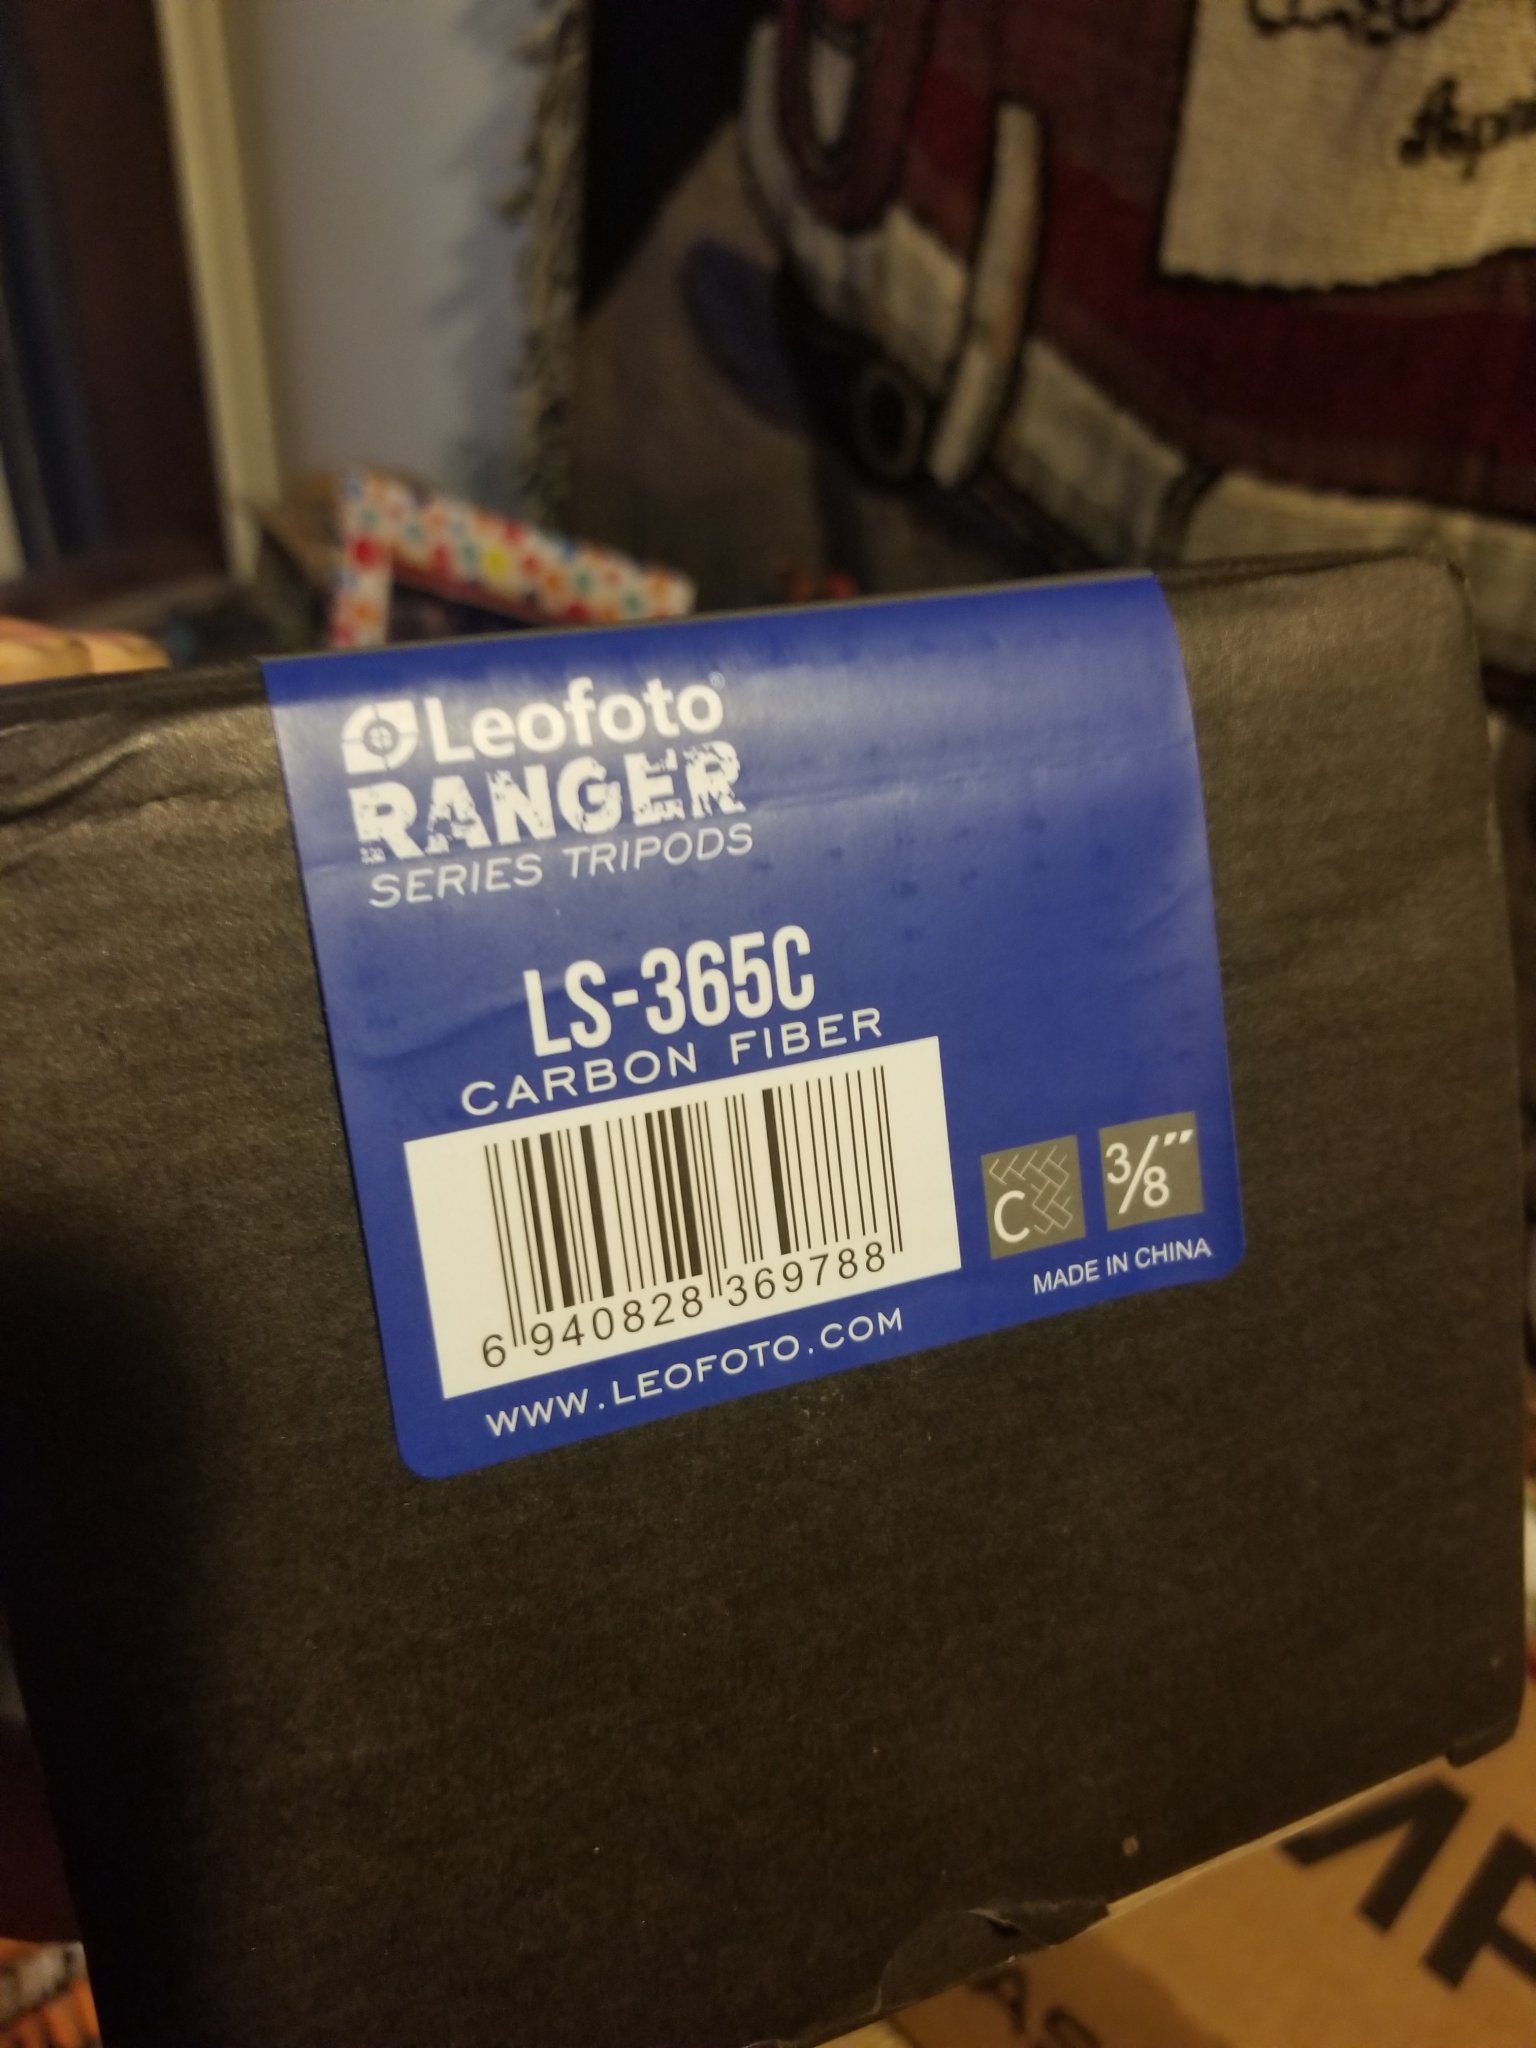 Leofoto®
RANGER
SERIES TRIPODS
LS-365C
CARBON FIBER
6 940828 369788
C
3/8"
MADE IN CHINA
WWW.LEOFOTO.COM